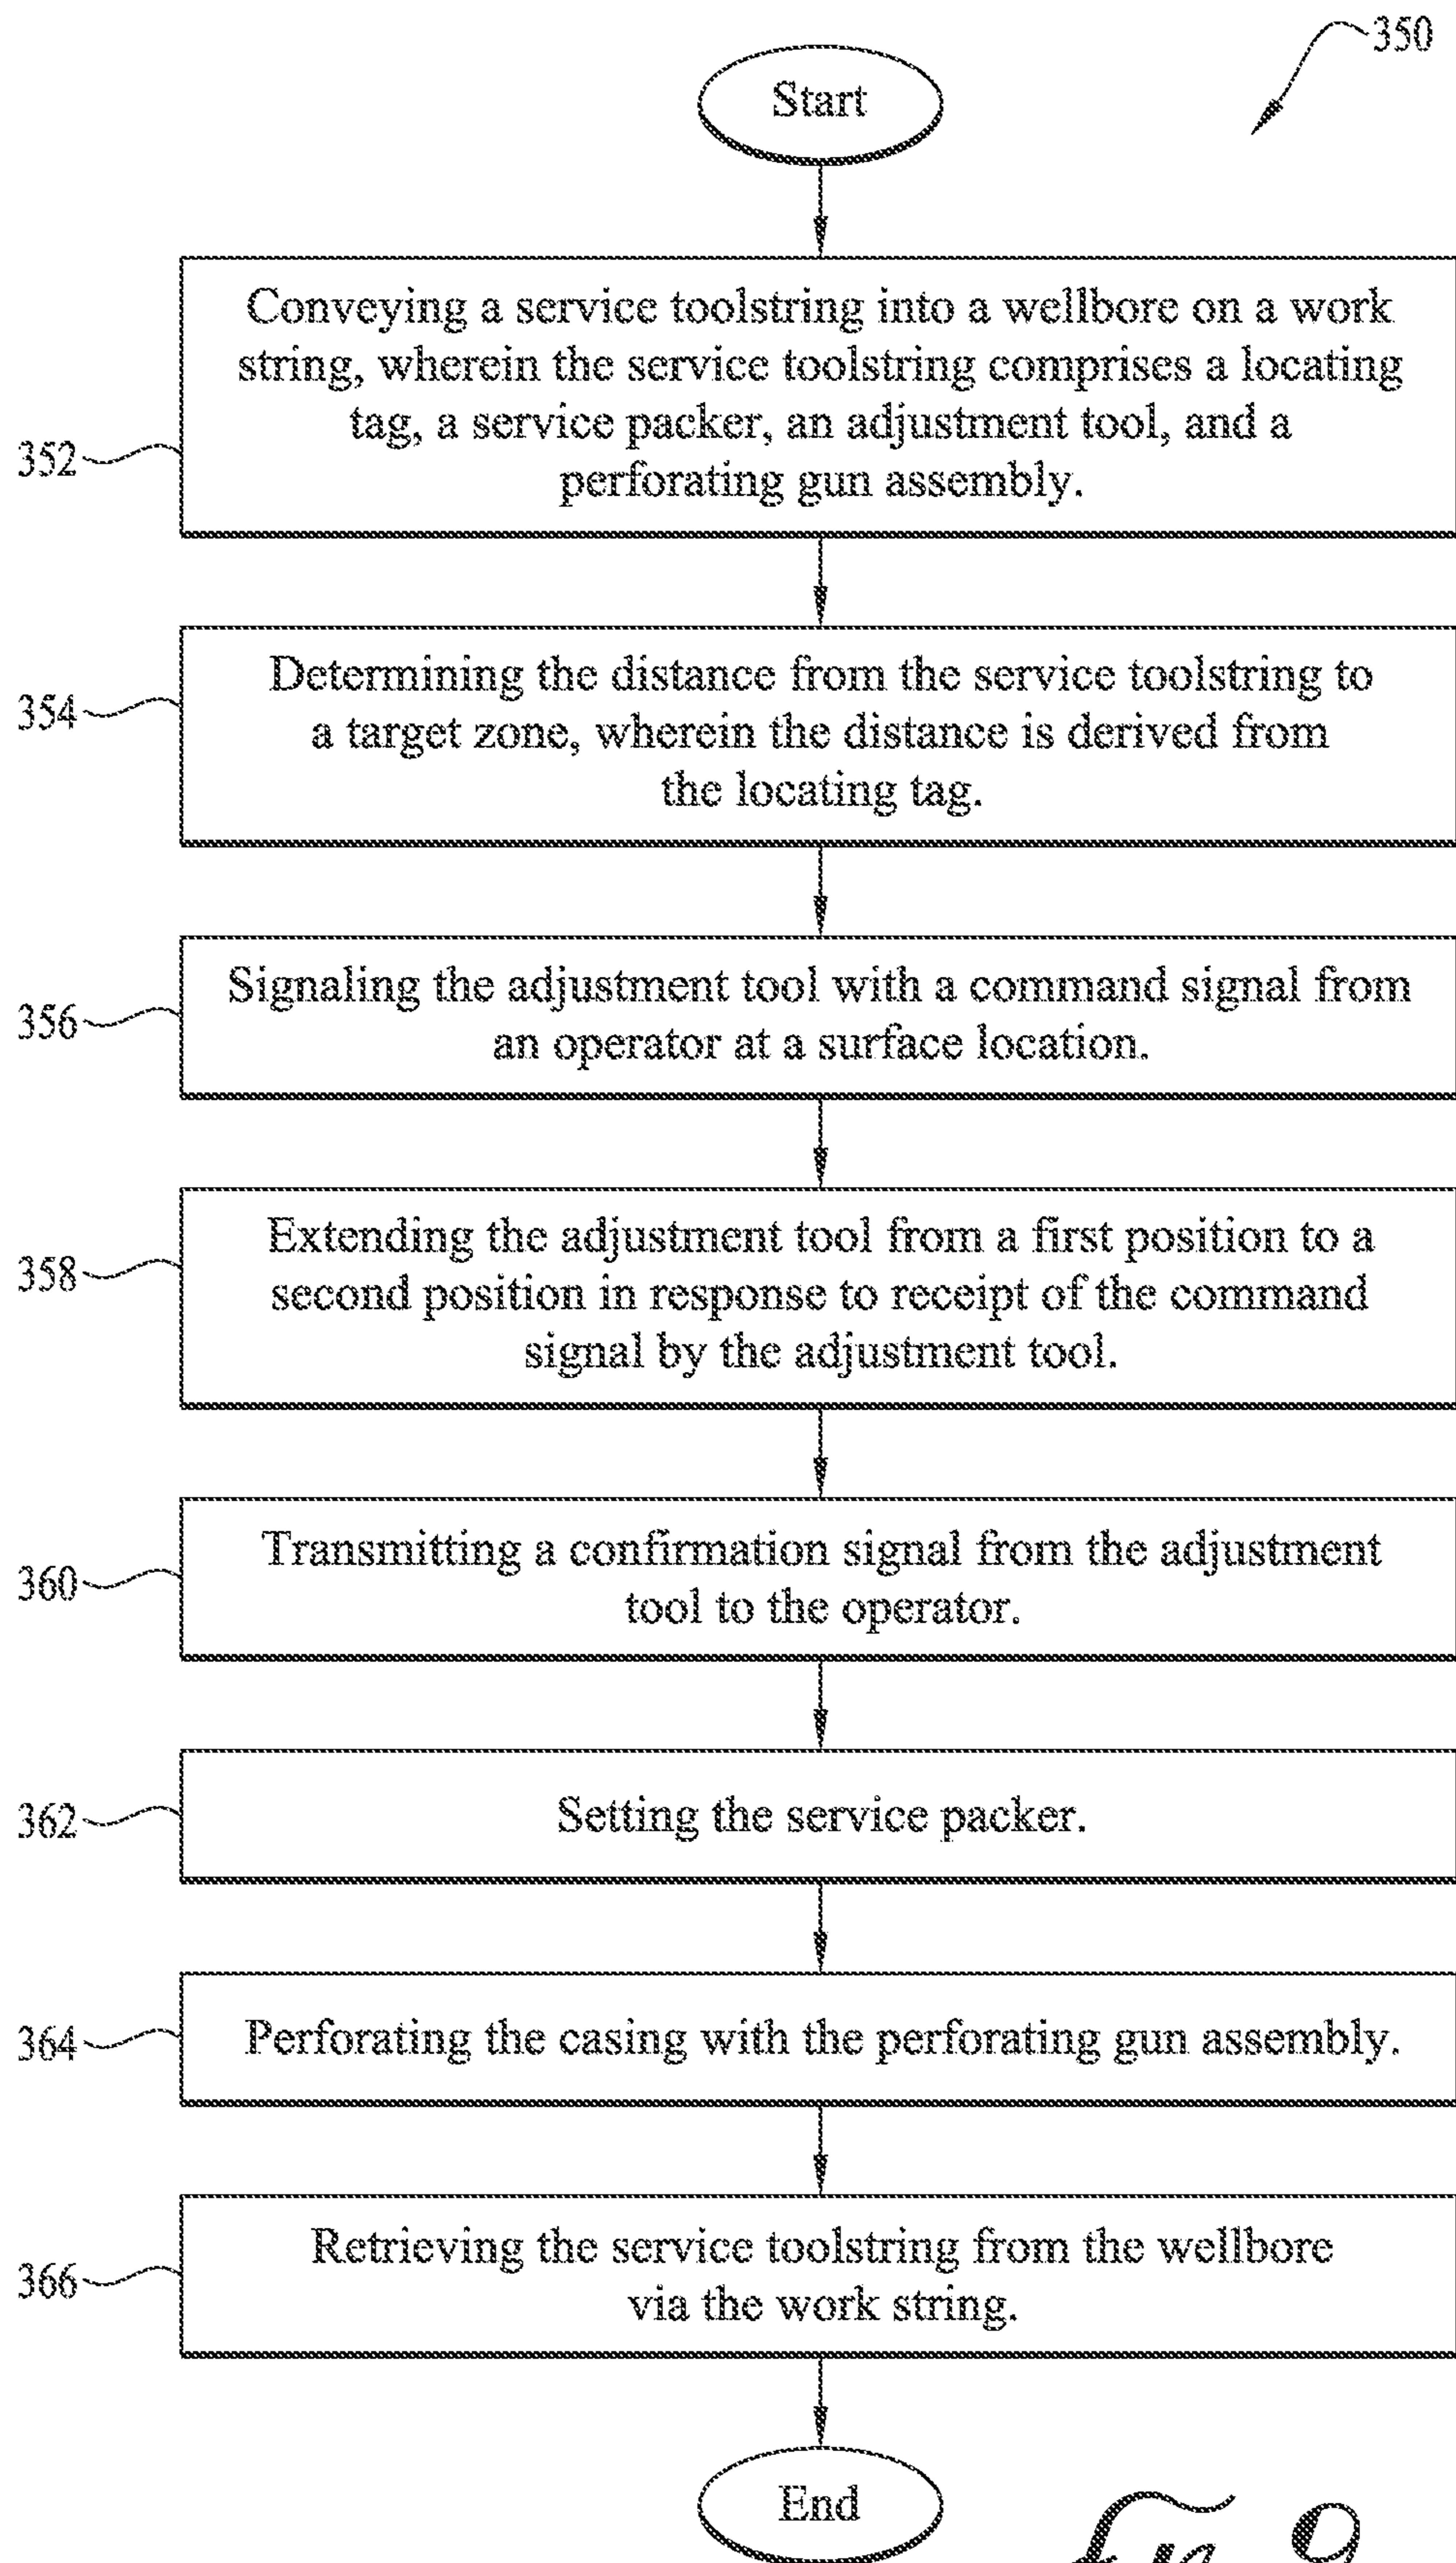 350
Start
Conveying a service toolstring into a wellbore on a work
string, wherein the service toolstring comprises a locating
tag, a service packer, an adjustment tool, and a
perforating gun assembly.
352
Determining the distance from the service toolstring to
a target zone, wherein the distance is derived from
the locating tag.
354
Signaling the adjustment tool with a command signal from
an operator at a surface location.
356
Extending the adjustment tool from a first position to a
second position in response to receipt of the command
signal by the adjustment tool.
358
Transmitting a confirmation signal from the adjustment
tool to the operator.
360
Setting the service packer.
362
Perforating the casing with the perforating gun assembly.
364
Retrieving the service toolstring from the wellbore
via the work string.
366
End